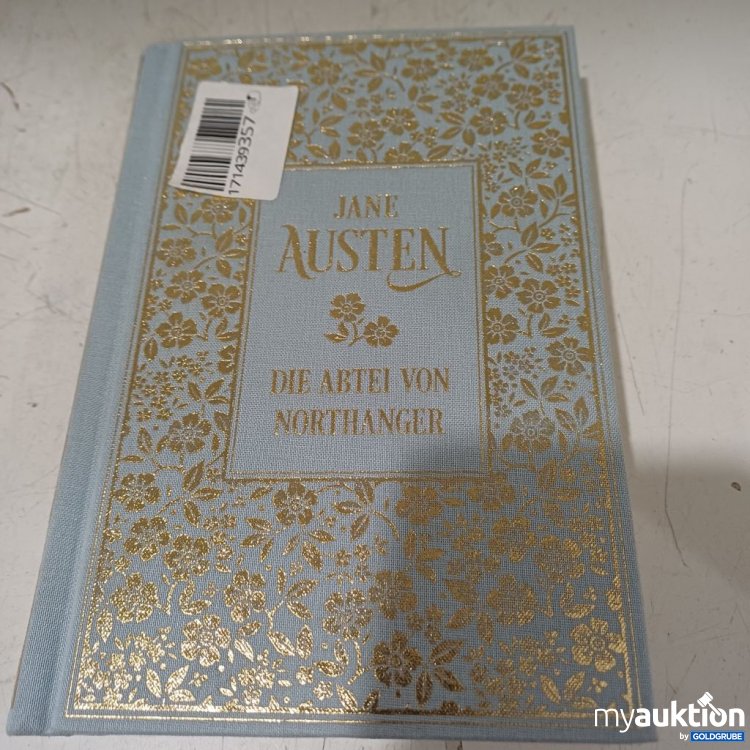 171439357
JANE
AUSTEN
DIE ABTEI VON
NORTHANGER
myauktion
by GOLDGRUBE